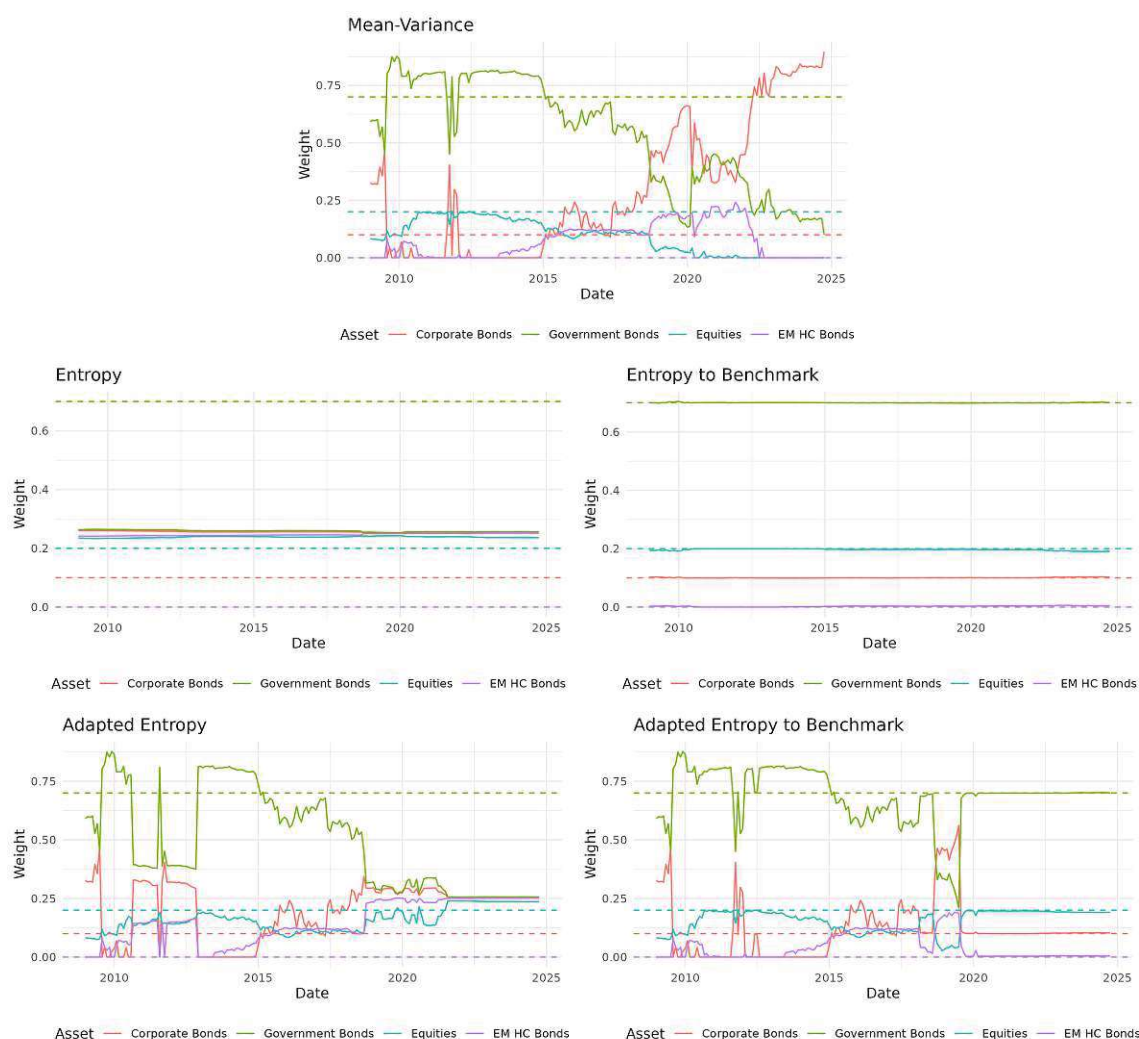 Mean-Variance
Weight
0.75
0.50
0.25
0.00
2010 2015 2020 2025
Date
Asset Corporate Bonds Government Bonds Equities EM HC Bonds
Entropy
Weight
0.6
0.4
0.2
0.0
2010 2015 2020 2025
Date
Asset Corporate Bonds Government Bonds Equities EM HC Bonds
Entropy to Benchmark
Weight
0.6
0.4
0.2
0.0
2010 2015 2020 2025
Date
Asset Corporate Bonds Government Bonds Equities EM HC Bonds
Adapted Entropy
Weight
0.75
0.50
0.25
0.00
2010 2015 2020 2025
Date
Asset Corporate Bonds Government Bonds Equities EM HC Bonds
Adapted Entropy to Benchmark
Weight
0.75
0.50
0.25
0.00
2010 2015 2020 2025
Date
Asset Corporate Bonds Government Bonds Equities EM HC Bonds